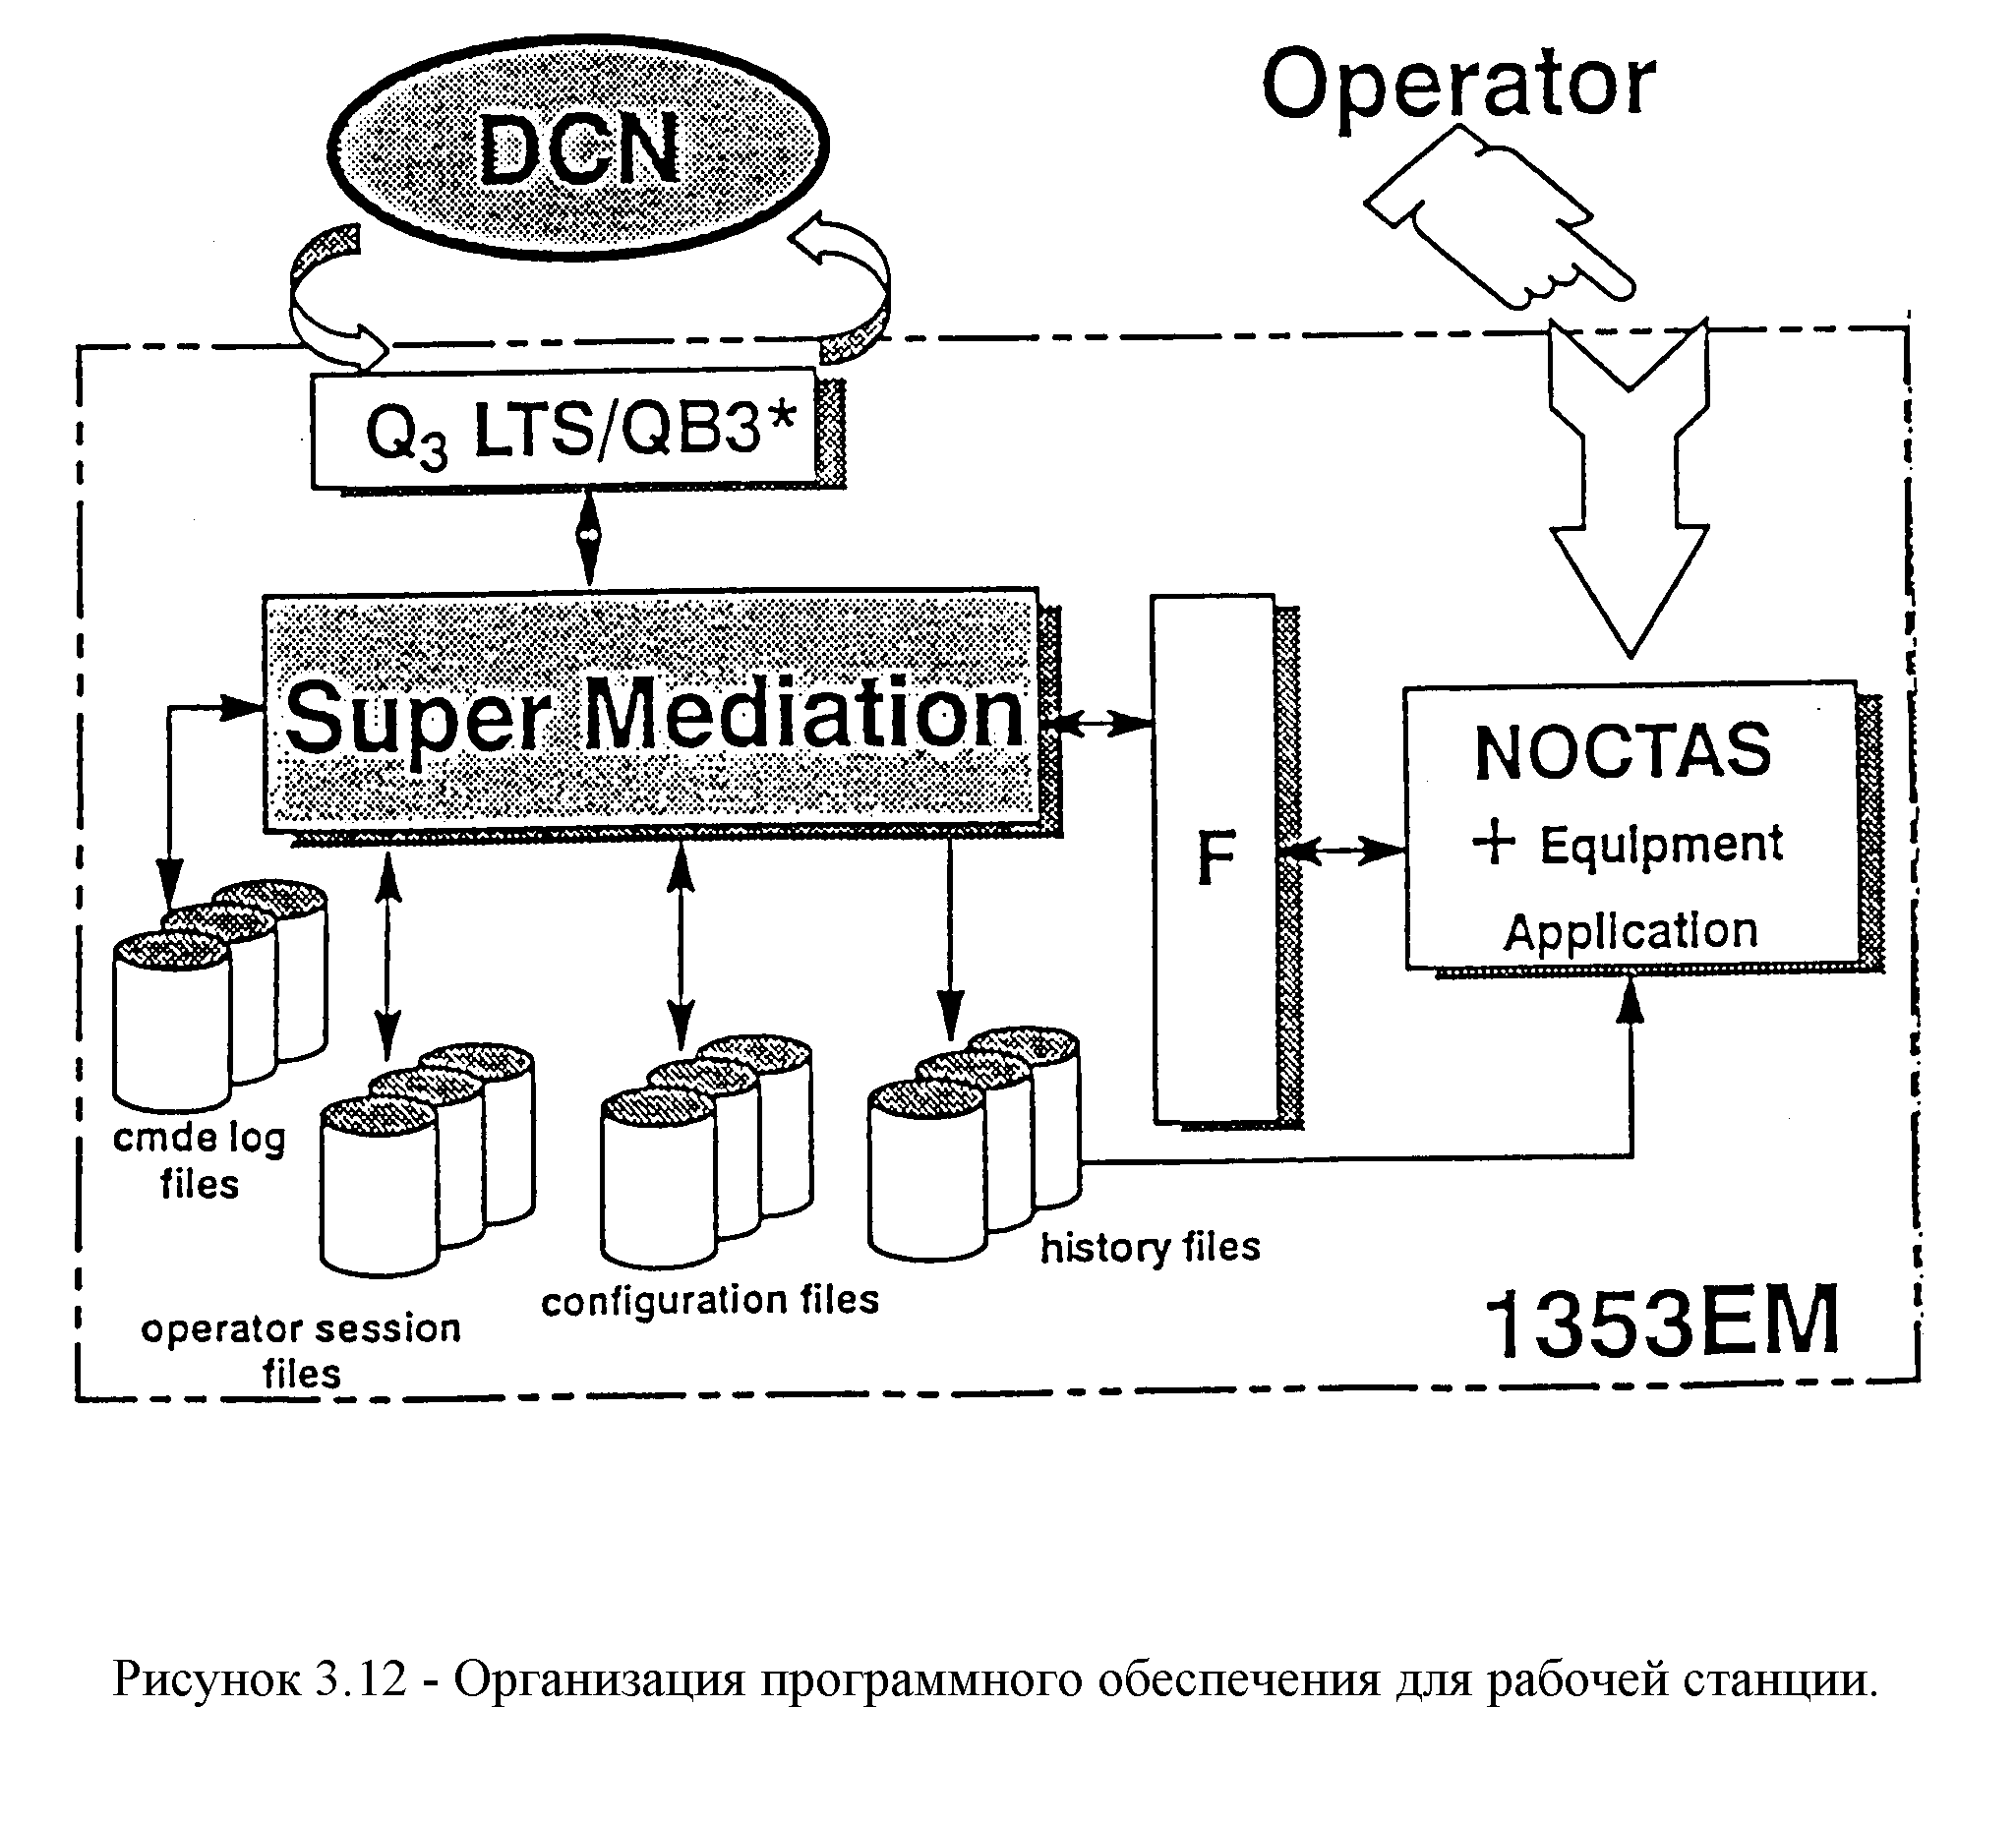 DCN
Operator
Q3 LTS/QB3*
Super Mediation
F
NOCTAS
+ Equipment
Application
cmde log
files
operator session
files
configuration files
history files
1353EM
Рисунок 3.12 - Организация программного обеспечения для рабочей станции.